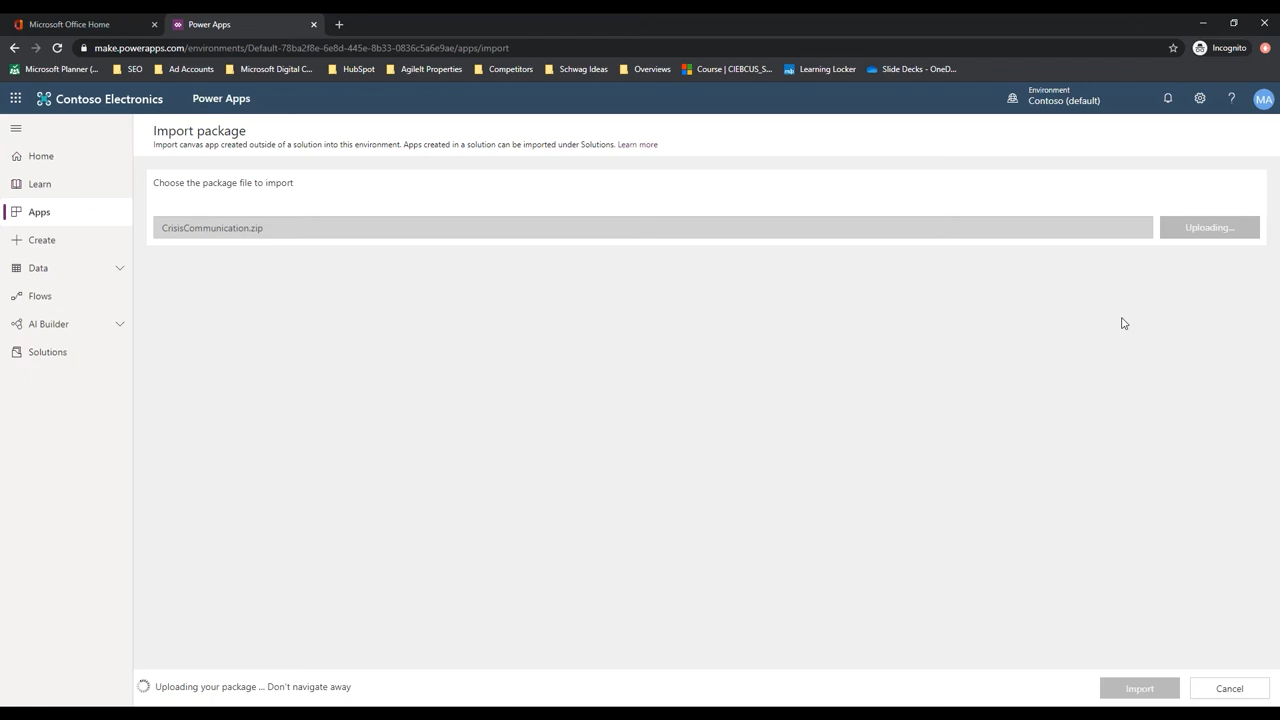 Microsoft Office Home
Power Apps
make.powerapps.com/environments/Default-78ba2f8e-6e8d-445e-8b33-0836c5a6e9ae/apps/import
Incognito
Microsoft Planner (...
SEO
Ad Accounts
Microsoft Digital C...
HubSpot
AgileIt Properties
Competitors
Schwag Ideas
Overviews
Course | CIEBCUS_S...
Learning Locker
Slide Decks - OneD...
Contoso Electronics
Power Apps
Environment
Contoso (default)
MA
Home
Learn
Apps
Create
Data
Flows
AI Builder
Solutions
Import package
Import canvas app created outside of a solution into this environment. Apps created in a solution can be imported under Solutions. Learn more
Choose the package file to import
CrisisCommunication.zip
Uploading...
Uploading your package ... Don't navigate away
Import
Cancel